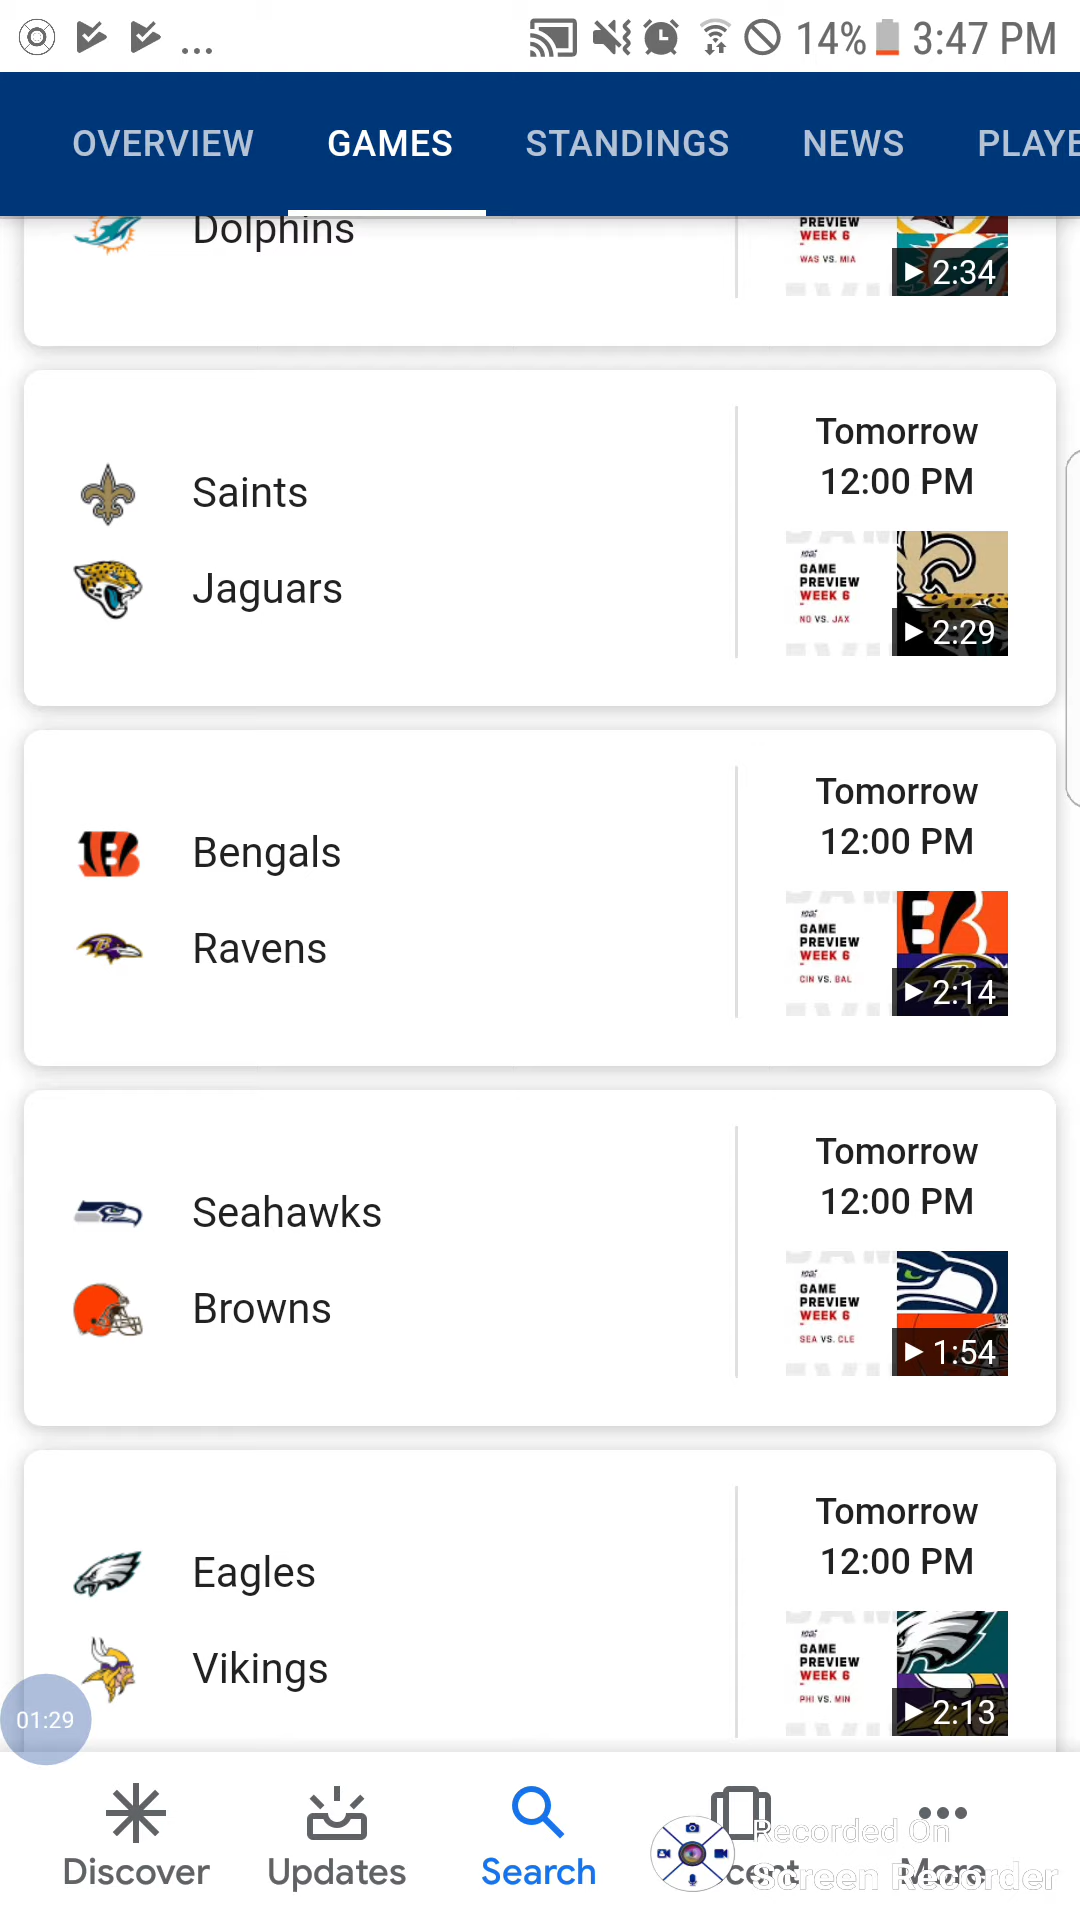 ... 14% 3:47 PM
OVERVIEW GAMES STANDINGS NEWS PLAYE
Dolphins
PREVIEW
WEEK 6
WAS VS. MIA
2:34
Tomorrow
12:00 PM
Saints
Jaguars
GAME
PREVIEW
WEEK 6
NO VS. JAX
2:29
Tomorrow
12:00 PM
Bengals
Ravens
GAME
PREVIEW
WEEK 6
CIN VS. BAL
2:14
Tomorrow
12:00 PM
Seahawks
Browns
GAME
PREVIEW
WEEK 6
SEA VS. CLE
1:54
Tomorrow
12:00 PM
Eagles
Vikings
GAME
PREVIEW
WEEK 6
PHI VS. MIN
2:13
01:29
Discover Updates Search cent More
Recorded On
Screen Recorder